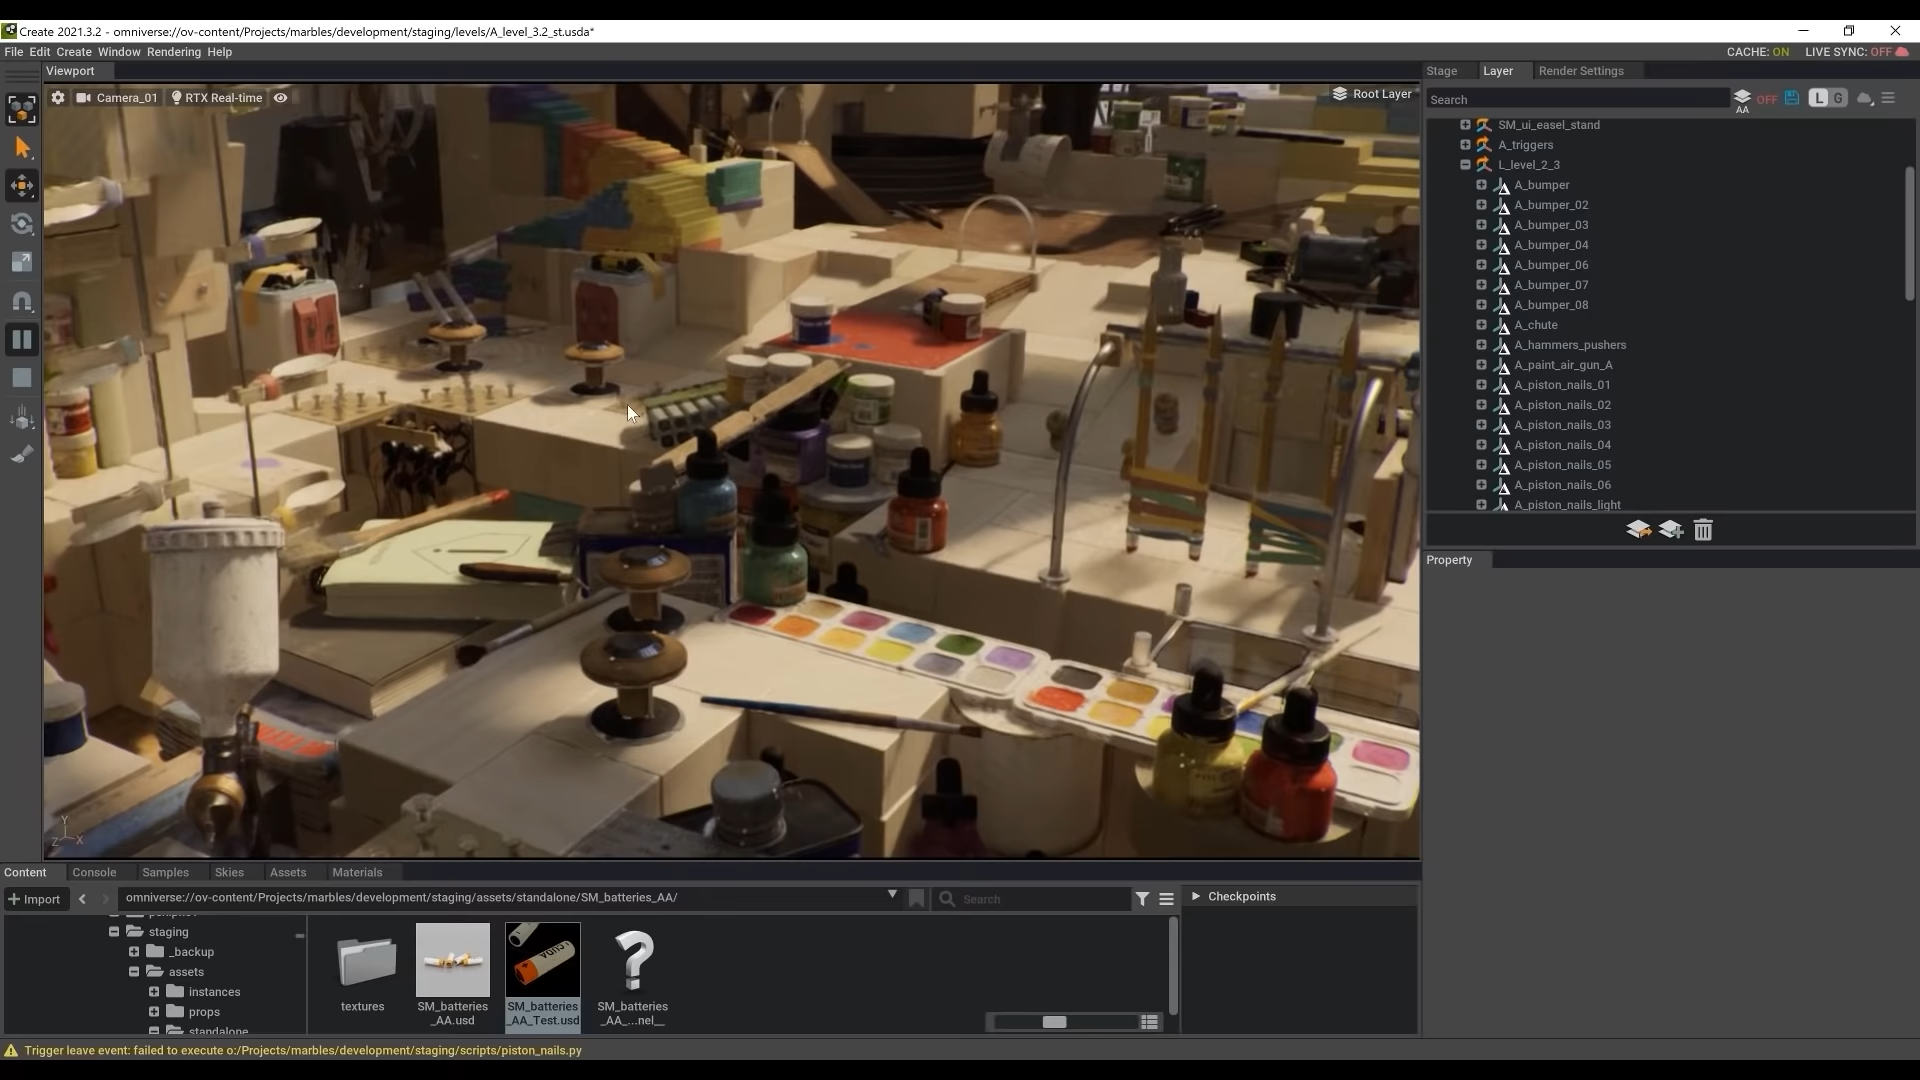 Create 2021.3.2 - omniverse://ov-content/Projects/marbles/development/staging/levels/A_level_3.2_st.usda*
File Edit Create Window Rendering Help
CACHE: ON LIVE SYNC: OFF
Viewport
Stage Layer Render Settings
Camera_01 RTX Real-time
Root Layer
Search
AA
OFF
L G
SM_ui_easel_stand
A_triggers
L_level_2_3
A_bumper
A_bumper_02
A_bumper_03
A_bumper_04
A_bumper_06
A_bumper_07
A_bumper_08
A_chute
A_hammers_pushers
A_paint_air_gun_A
A_piston_nails_01
A_piston_nails_02
A_piston_nails_03
A_piston_nails_04
A_piston_nails_05
A_piston_nails_06
A_piston_nails_light
Property
Y
Z X
Content Console Samples Skies Assets Materials
+ Import
omniverse://ov-content/Projects/marbles/development/staging/assets/standalone/SM_batteries_AA/
Search
Checkpoints
staging
_backup
assets
instances
props
standalone
textures
SM_batteries
_AA.usd
SM_batteries
_AA_Test.usd
SM_batteries
_AA_...nel_
Trigger leave event: failed to execute o:/Projects/marbles/development/staging/scripts/piston_nails.py